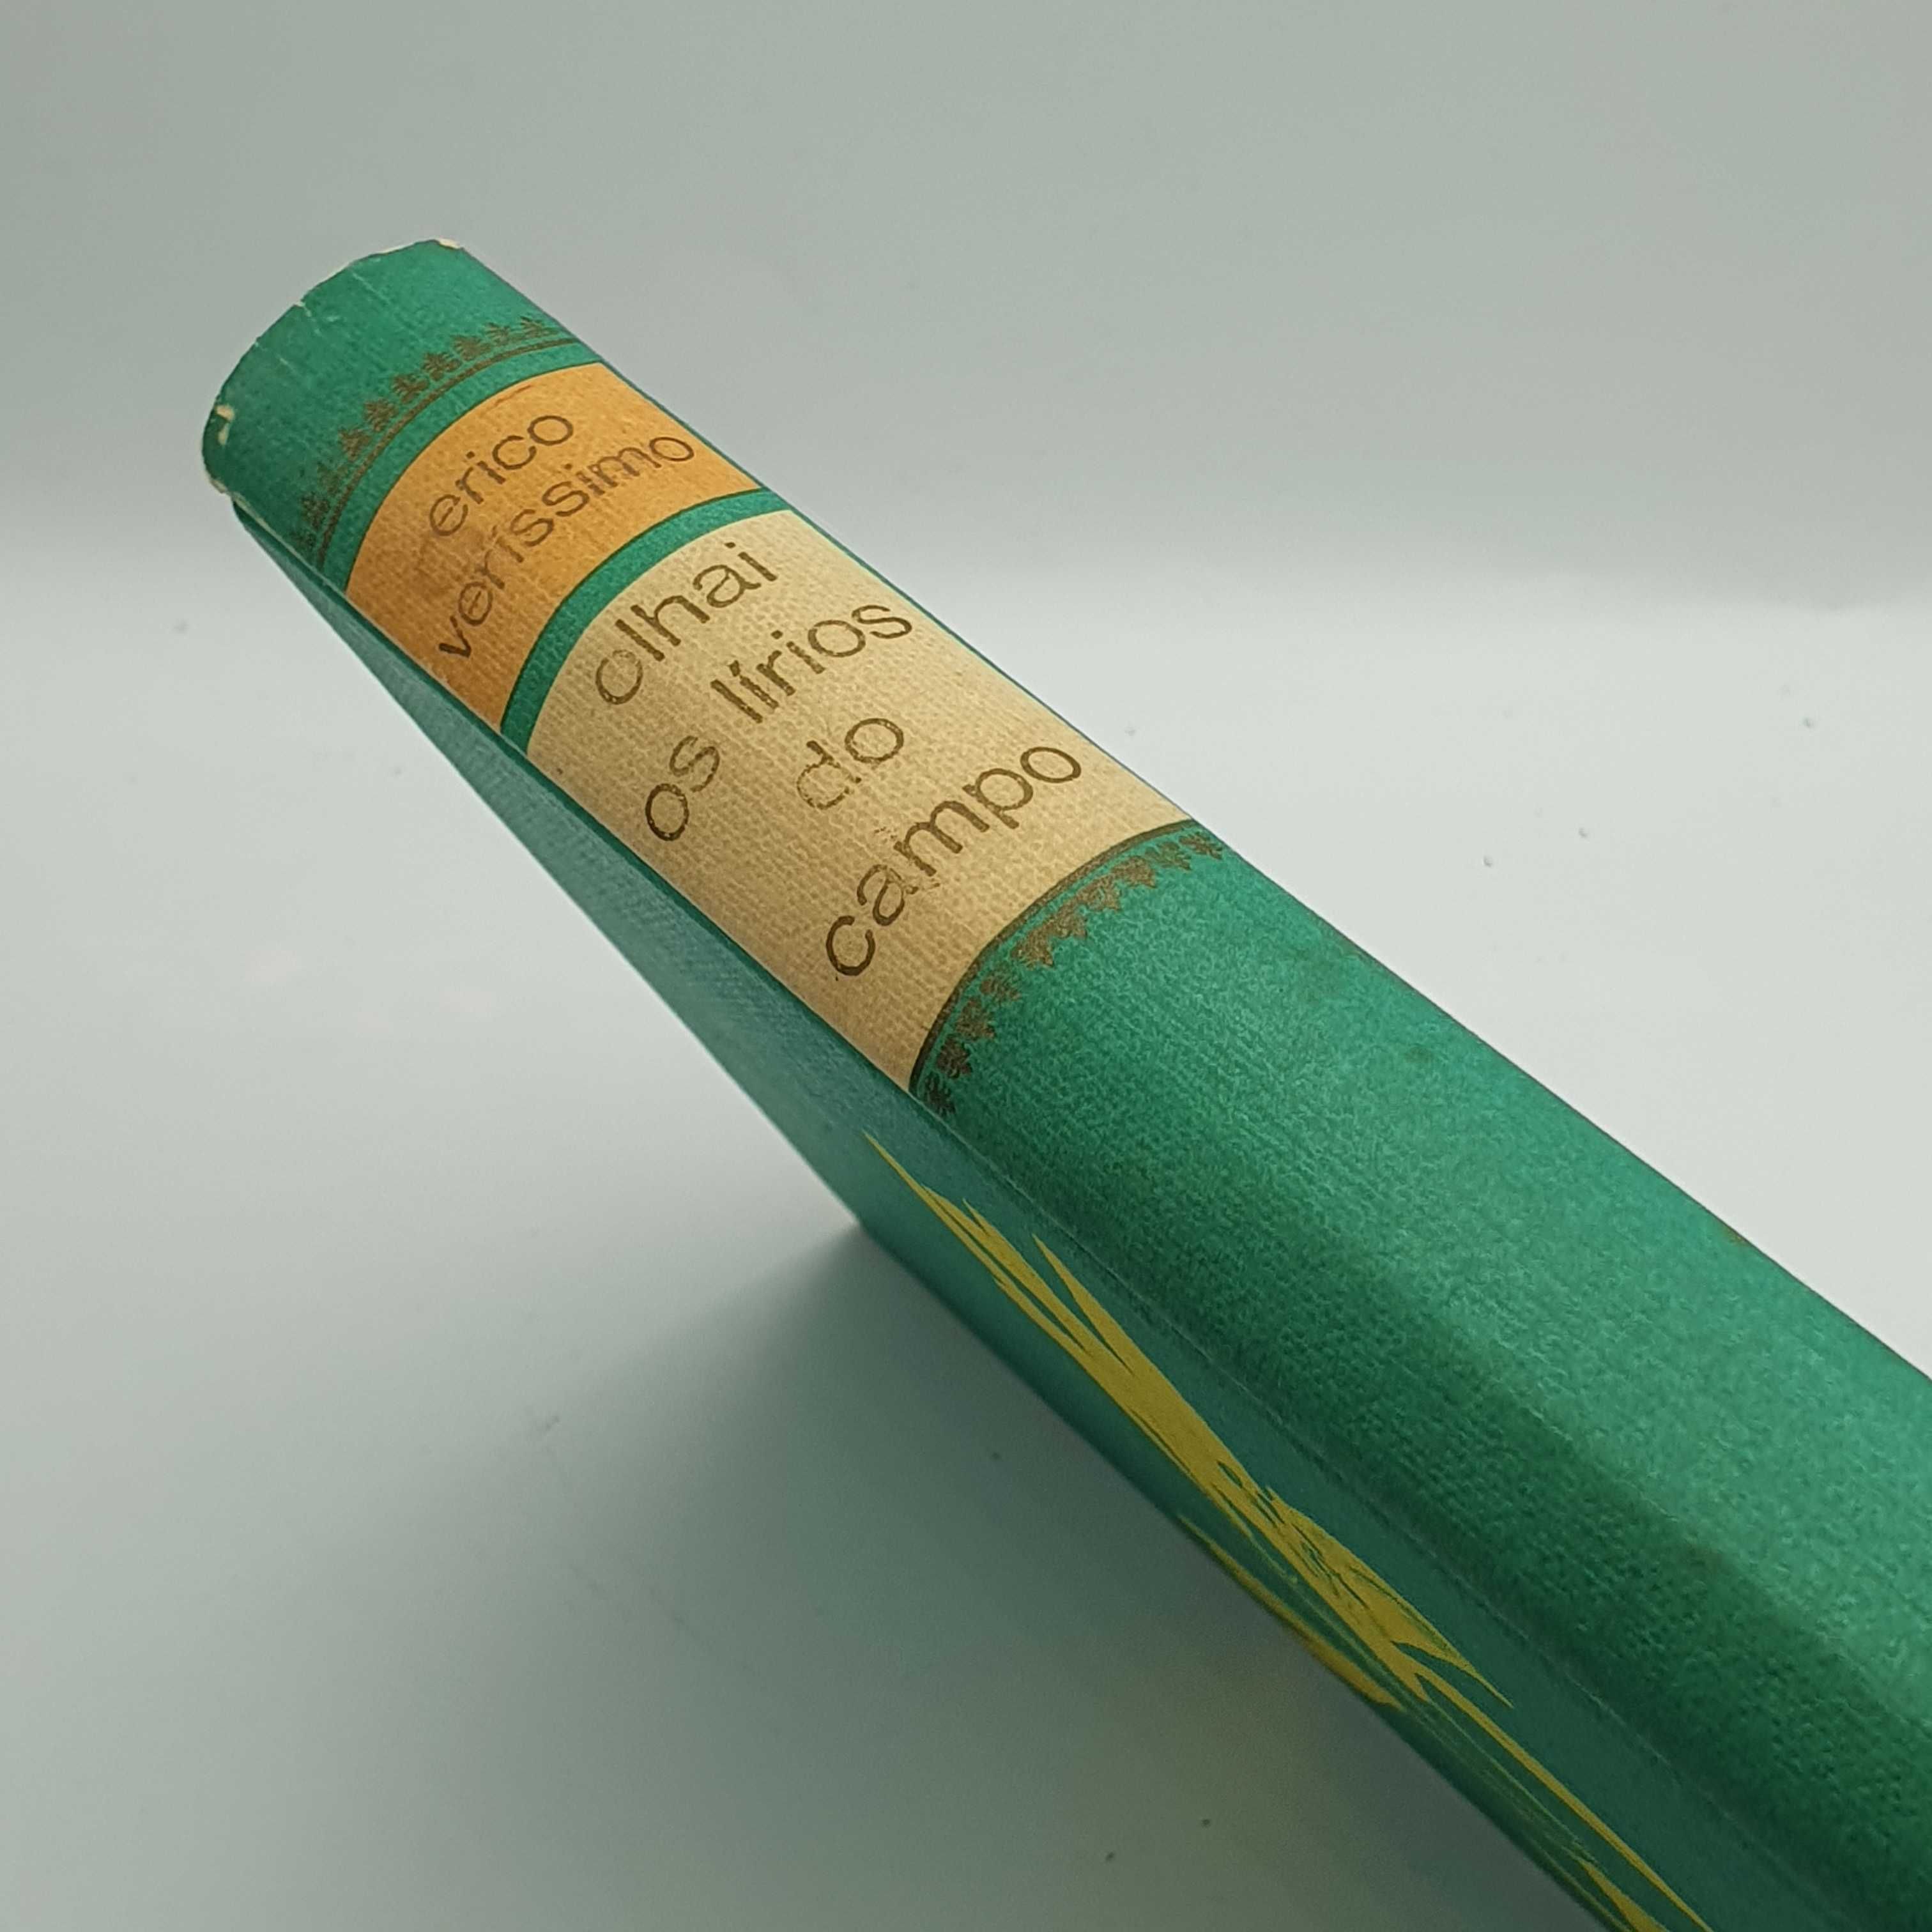 erico
veríssimo
olhai
os lírios
do
campo